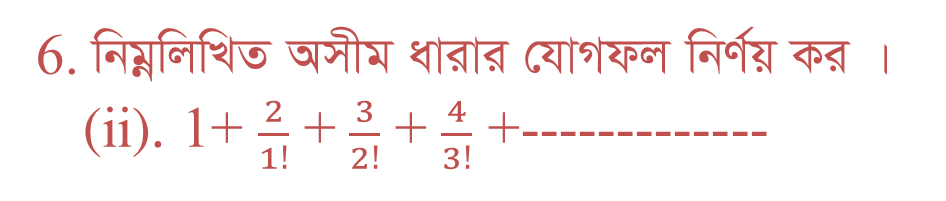 6. নিম্নলিখিত অসীম ধারার যোগফল নির্ণয় কর ।
(ii). 1+ 2/1! + 3/2! + 4/3! +-------------